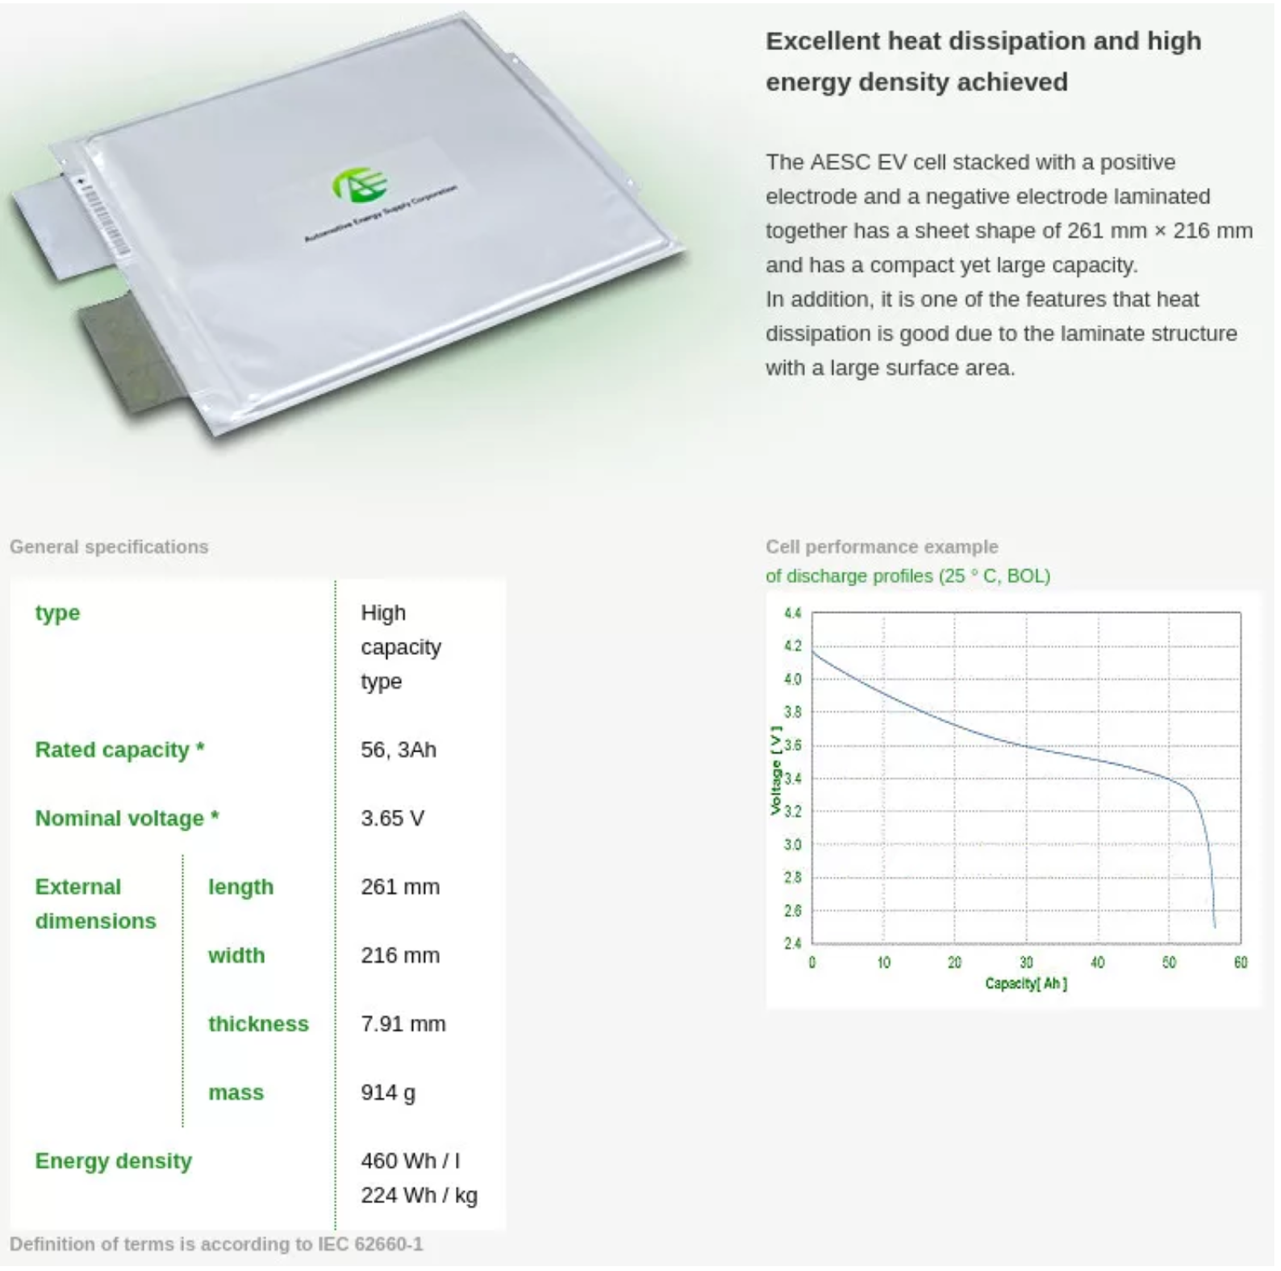 Excellent heat dissipation and high
energy density achieved
The AESC EV cell stacked with a positive
electrode and a negative electrode laminated
together has a sheet shape of 261 mm × 216 mm
and has a compact yet large capacity.
In addition, it is one of the features that heat
dissipation is good due to the laminate structure
with a large surface area.
Automotive Energy Supply Corporation
General specifications
type High
capacity
type
Rated capacity * 56, 3Ah
Nominal voltage * 3.65 V
External
dimensions
length 261 mm
width 216 mm
thickness 7.91 mm
mass 914 g
Energy density 460 Wh / l
224 Wh / kg
Definition of terms is according to IEC 62660-1
Cell performance example
of discharge profiles (25 ° C, BOL)
Voltage [ V ]
4.4
4.2
4.0
3.8
3.6
3.4
3.2
3.0
2.8
2.6
2.4
0 10 20 30 40 50 60
Capacity[ Ah ]